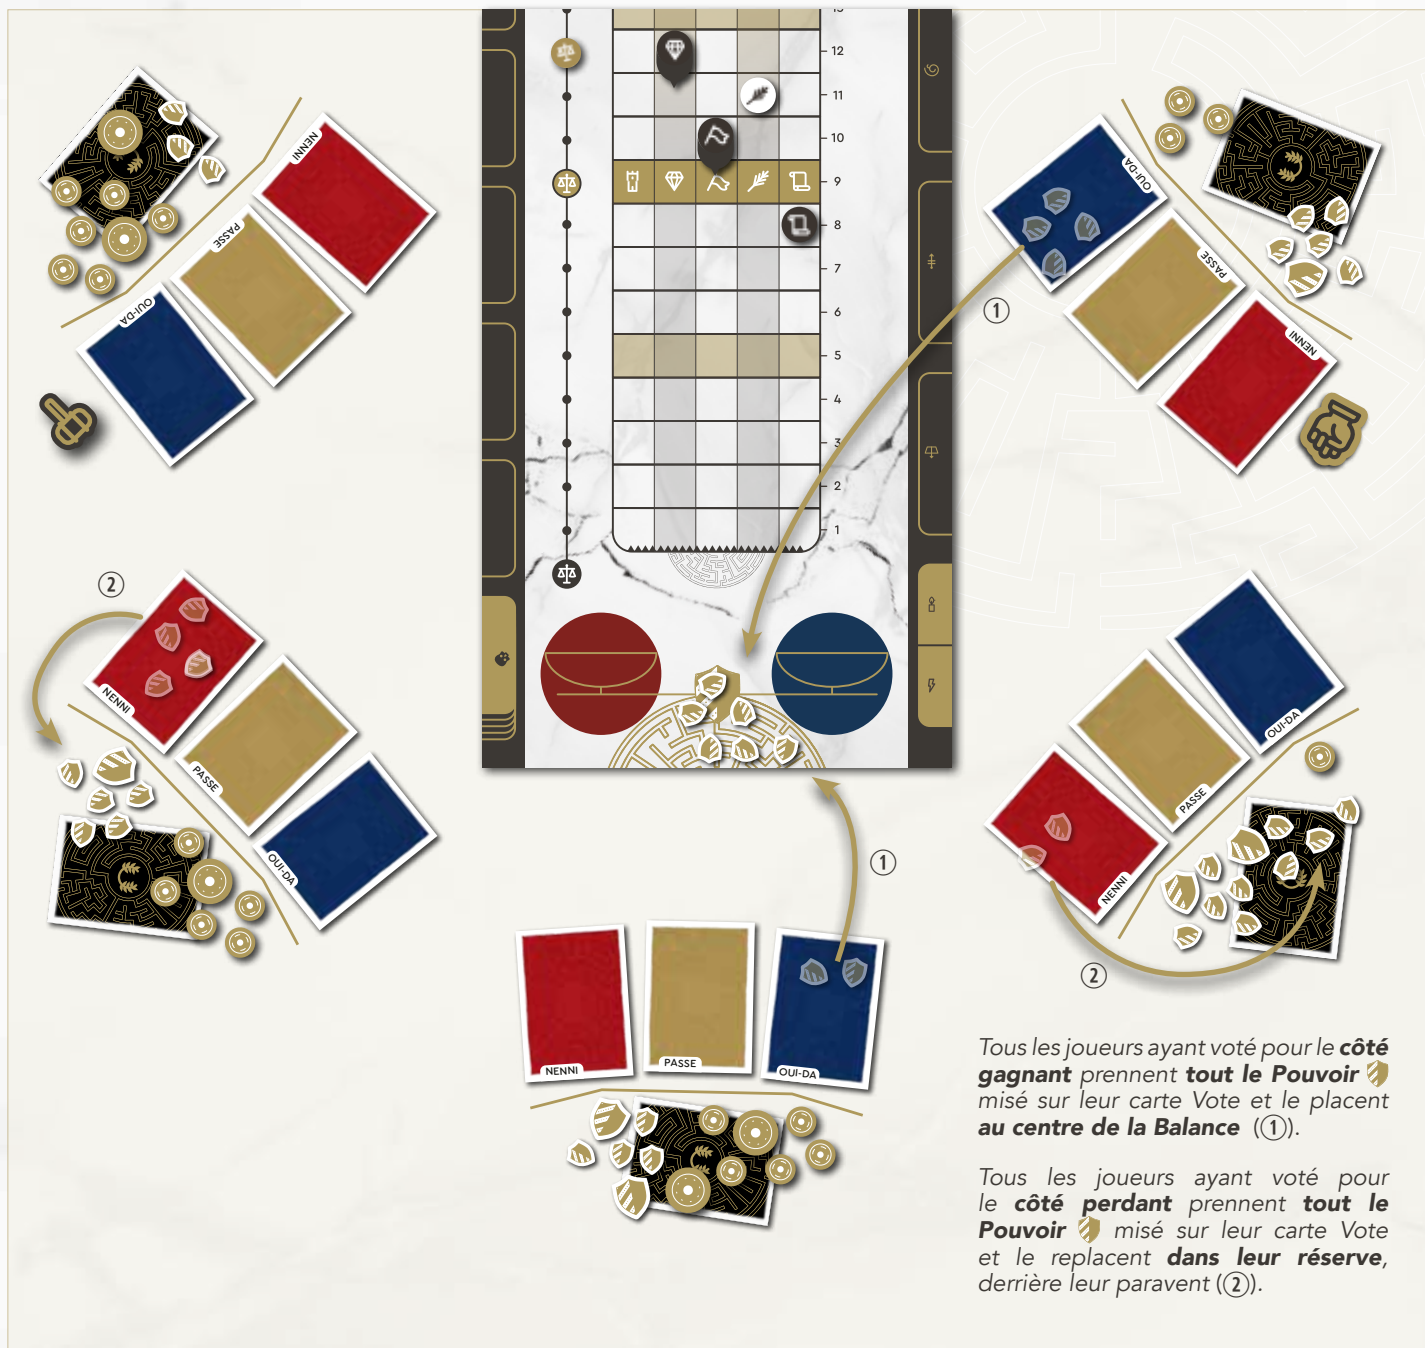 13
12
11
10
9
8
7
6
5
4
3
2
1
NENNI
PASSE
OUI-DA
OUI-DA
PASSE
NENNI
①
②
NENNI
PASSE
OUI-DA
OUI-DA
PASSE
NENNI
①
②
NENNI
PASSE
OUI-DA
Tous les joueurs ayant voté pour le côté
gagnant prennent tout le Pouvoir
misé sur leur carte Vote et le placent
au centre de la Balance (①).
Tous les joueurs ayant voté pour
le côté perdant prennent tout le
Pouvoir misé sur leur carte Vote
et le replacent dans leur réserve,
derrière leur paravent (②).